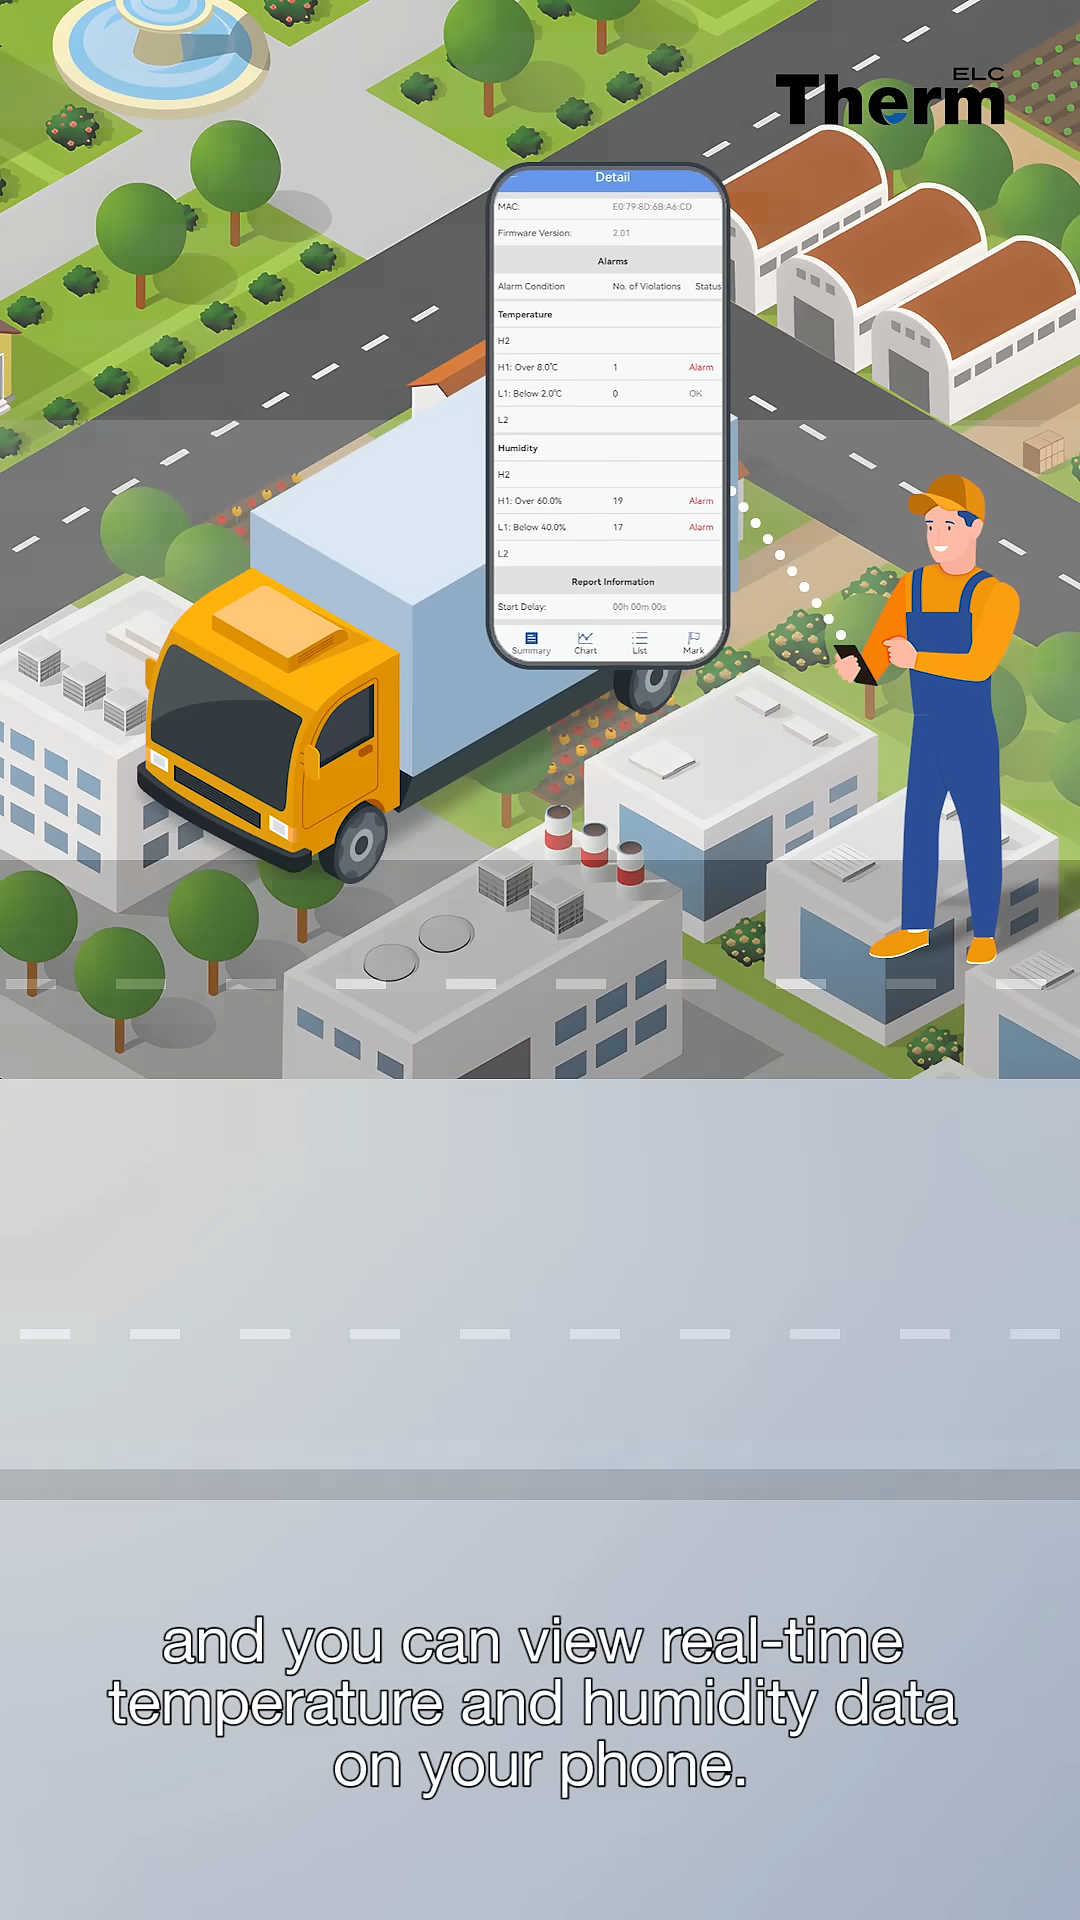 ELC
Therm
Detail
MAC: E0:79:8D:6B:A6:CD
Firmware Version: 2.01
Alarms
Alarm Condition No. of Violations Status
Temperature
H2
H1: Over 8.0°C 1 Alarm
L1: Below 2.0°C 0 OK
L2
Humidity
H2
H1: Over 60.0% 19 Alarm
L1: Below 40.0% 17 Alarm
L2
Report Information
Start Delay: 00h 00m 00s
Summary Chart List Mark
and you can view real-time
temperature and humidity data
on your phone.